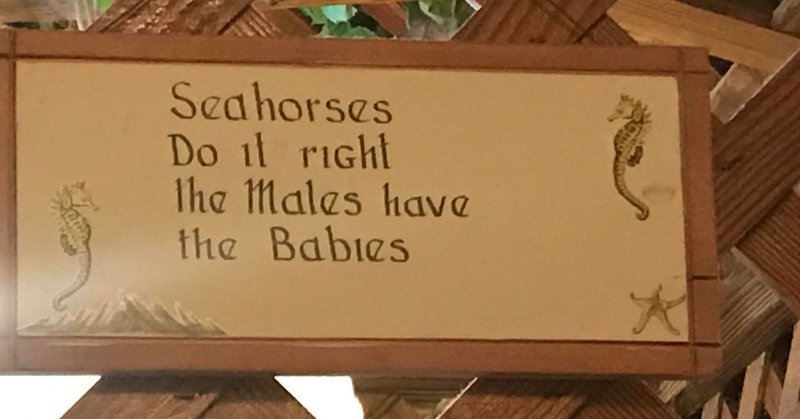 Seahorses
Do it right
the Males have
the Babies